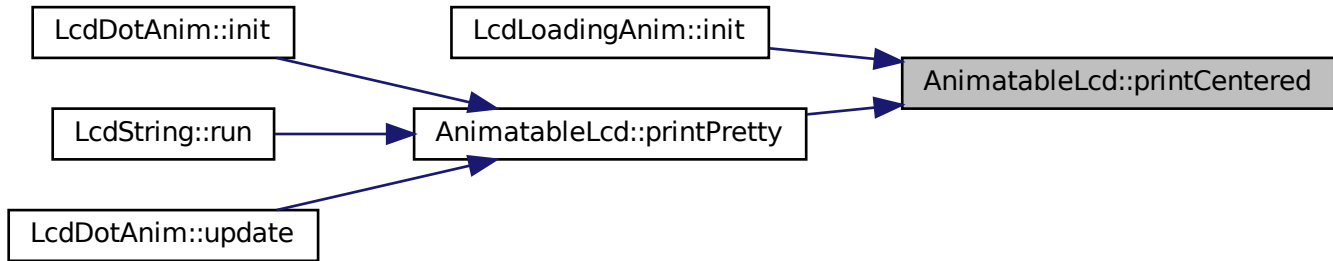 LcdDotAnim::init
LcdLoadingAnim::init
AnimatableLcd::printCentered
LcdString::run
AnimatableLcd::printPretty
LcdDotAnim::update